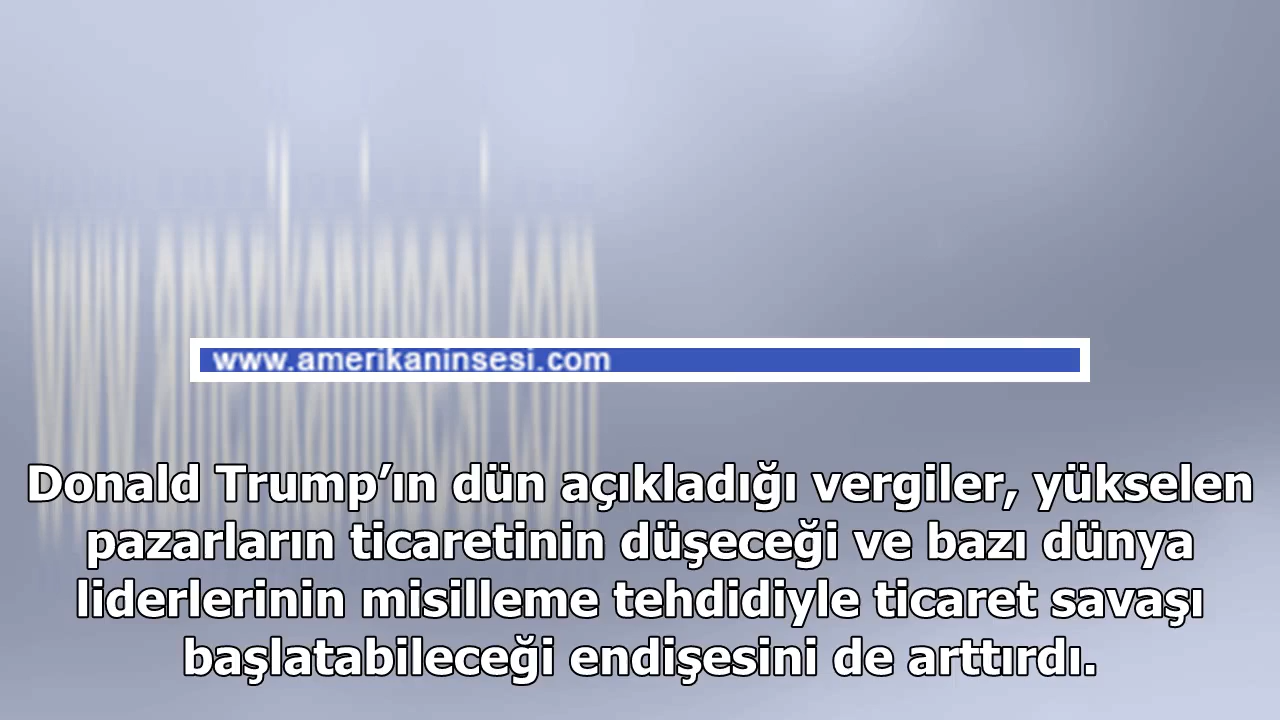 www.amerikaninsesi.com
Donald Trump’ın dün açıkladığı vergiler, yükselen
pazarların ticaretinin düşeceği ve bazı dünya
liderlerinin misilleme tehdidiyle ticaret savaşı
başlatabileceği endişesini de arttırdı.